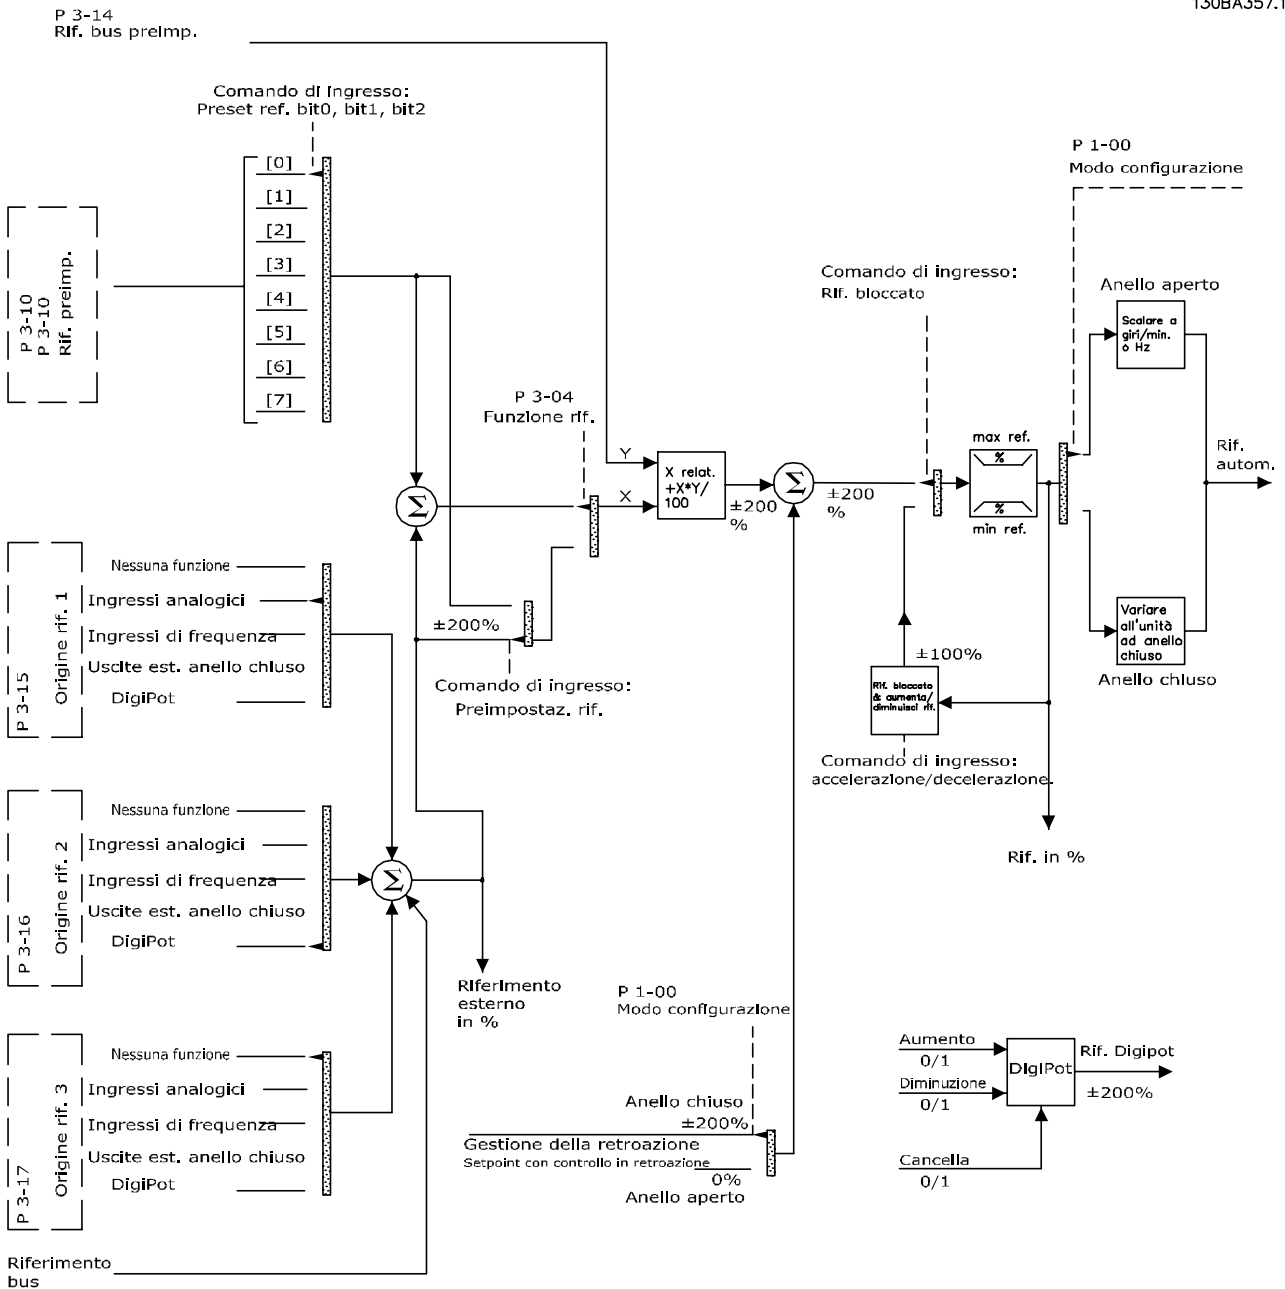 P 3-14
Rif. bus preimp.
130BA357.1
Comando di ingresso:
Preset ref. bit0, bit1, bit2
[0]
[1]
[2]
[3]
[4]
[5]
[6]
[7]
P 3-10
P 3-10
Rif. preimp.
P 1-00
Modo configurazione
Comando di ingresso:
Rif. bloccato
Anello aperto
Scalare a
giri/min.
o Hz
P 3-04
Funzione rif.
Y
X
X relat.
+X*Y/
100
±200
%
Σ
±200
%
max ref.
%
%
min ref.
Rif.
autom.
Σ
P 3-15
Origine rif. 1
Nessuna funzione
Ingressi analogici
Ingressi di frequenza
Uscite est. anello chiuso
DigiPot
±200%
Comando di ingresso:
Preimpostaz. rif.
±100%
Rif. bloccato
& aumenta/
diminuisci rif.
Comando di ingresso:
accelerazione/decelerazione.
Variare
all'unità
ad anello
chiuso
Anello chiuso
Rif. in %
P 3-16
Origine rif. 2
Nessuna funzione
Ingressi analogici
Ingressi di frequenza
Uscite est. anello chiuso
DigiPot
Σ
Riferimento
esterno
in %
P 1-00
Modo configurazione
Anello chiuso
±200%
Gestione della retroazione
Setpoint con controllo in retroazione
0%
Anello aperto
Aumento
0/1
Diminuzione
0/1
Cancella
0/1
DigiPot
Rif. Digipot
±200%
P 3-17
Origine rif. 3
Nessuna funzione
Ingressi analogici
Ingressi di frequenza
Uscite est. anello chiuso
DigiPot
Riferimento
bus